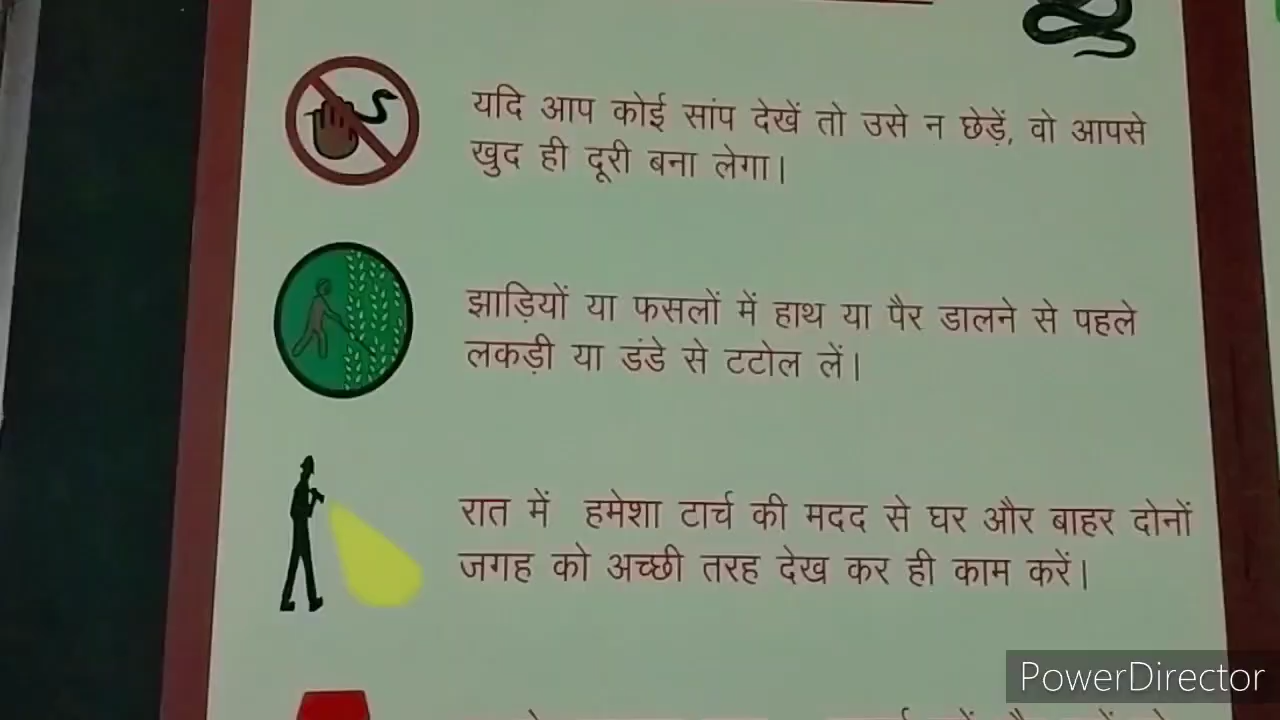 यदि आप कोई सांप देखें तो उसे न छेड़ें, वो आपसे
खुद ही दूरी बना लेगा।
झाड़ियों या फसलों में हाथ या पैर डालने से पहले
लकड़ी या डंडे से टटोल लें।
रात में हमेशा टार्च की मदद से घर और बाहर दोनों
जगह को अच्छी तरह देख कर ही काम करें।
PowerDirector